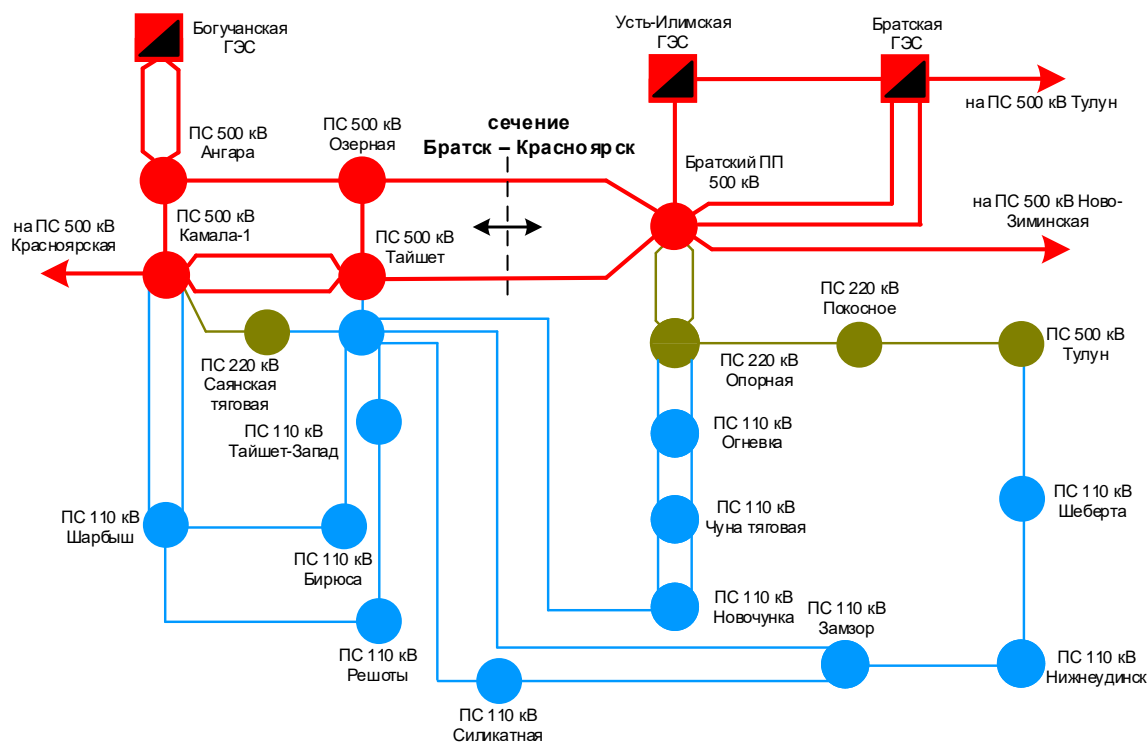 Богучанская
ГЭС
Усть-Илимская
ГЭС
Братская
ГЭС
на ПС 500 кВ Тулун
ПС 500 кВ
Ангара
ПС 500 кВ
Озерная
сечение
Братск – Красноярск
Братский ПП
500 кВ
на ПС 500 кВ
Красноярская
ПС 500 кВ
Камала-1
ПС 500 кВ
Тайшет
на ПС 500 кВ Ново-
Зиминская
ПС 220 кВ
Покосное
ПС 220 кВ
Саянская
тяговая
ПС 220 кВ
Опорная
ПС 500 кВ
Тулун
ПС 110 кВ
Тайшет-Запад
ПС 110 кВ
Огневка
ПС 110 кВ
Шарбыш
ПС 110 кВ
Бирюса
ПС 110 кВ
Чуна тяговая
ПС 110 кВ
Шеберта
ПС 110 кВ
Решоты
ПС 110 кВ
Новочунка
ПС 110 кВ
Замзор
ПС 110 кВ
Нижнеудинск
ПС 110 кВ
Силикатная